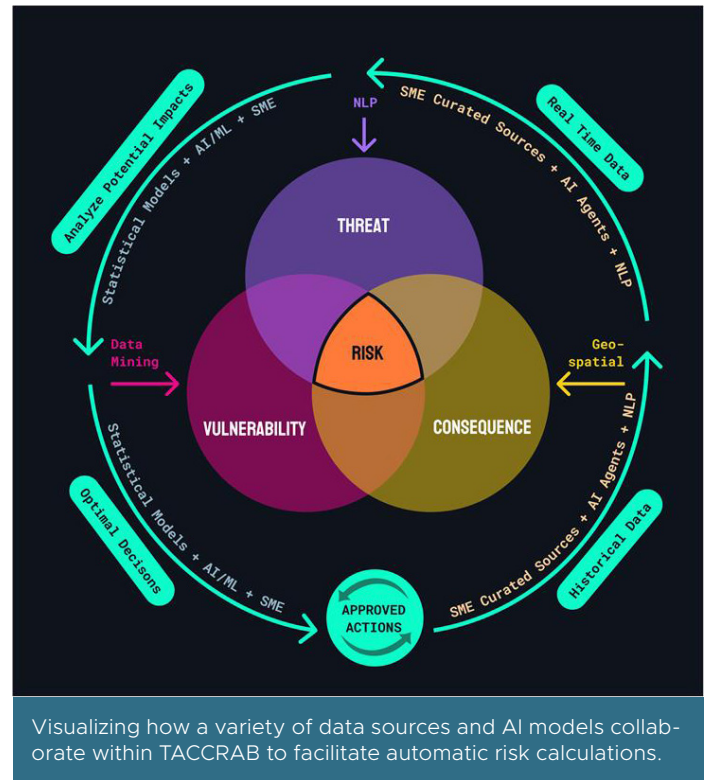 NLP
SME Curated Sources + AI Agents + NLP
Real Time Data
Analyze Potential Impacts
Statistical Models + AI/ML + SME
THREAT
Data
Mining
RISK
Geo-
spatial
VULNERABILITY
CONSEQUENCE
Optimal Decisons
Statistical Models + AI/ML + SME
APPROVED
ACTIONS
SME Curated Sources + AI Agents + NLP
Historical Data
Visualizing how a variety of data sources and AI models collab-
orate within TACCRAB to facilitate automatic risk calculations.